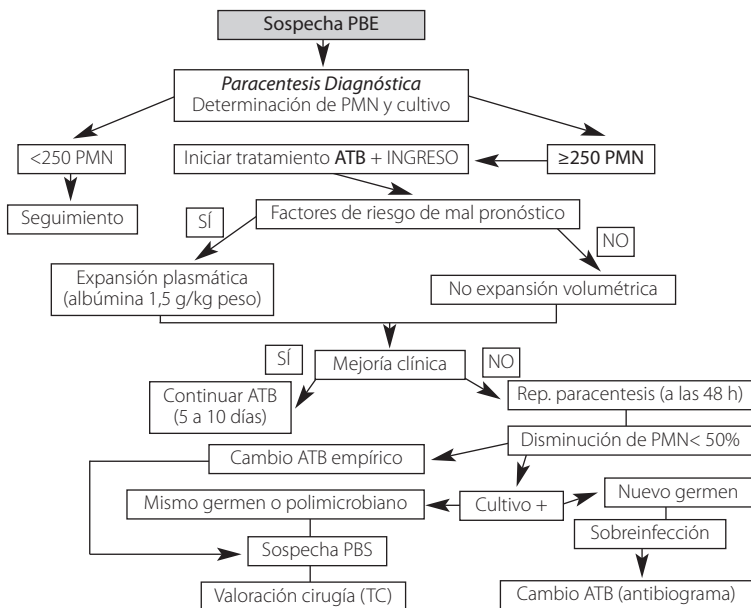 Sospecha PBE
Paracentesis Diagnóstica
Determinación de PMN y cultivo
<250 PMN
Iniciar tratamiento ATB + INGRESO
≥250 PMN
Seguimiento
SÍ
Factores de riesgo de mal pronóstico
NO
Expansión plasmática
(albúmina 1,5 g/kg peso)
No expansión volumétrica
SÍ
Mejoría clínica
NO
Continuar ATB
(5 a 10 días)
Rep. paracentesis (a las 48 h)
Disminución de PMN< 50%
Cambio ATB empírico
Mismo germen o polimicrobiano
Cultivo +
Nuevo germen
Sobreinfección
Sospecha PBS
Valoración cirugía (TC)
Cambio ATB (antibiograma)